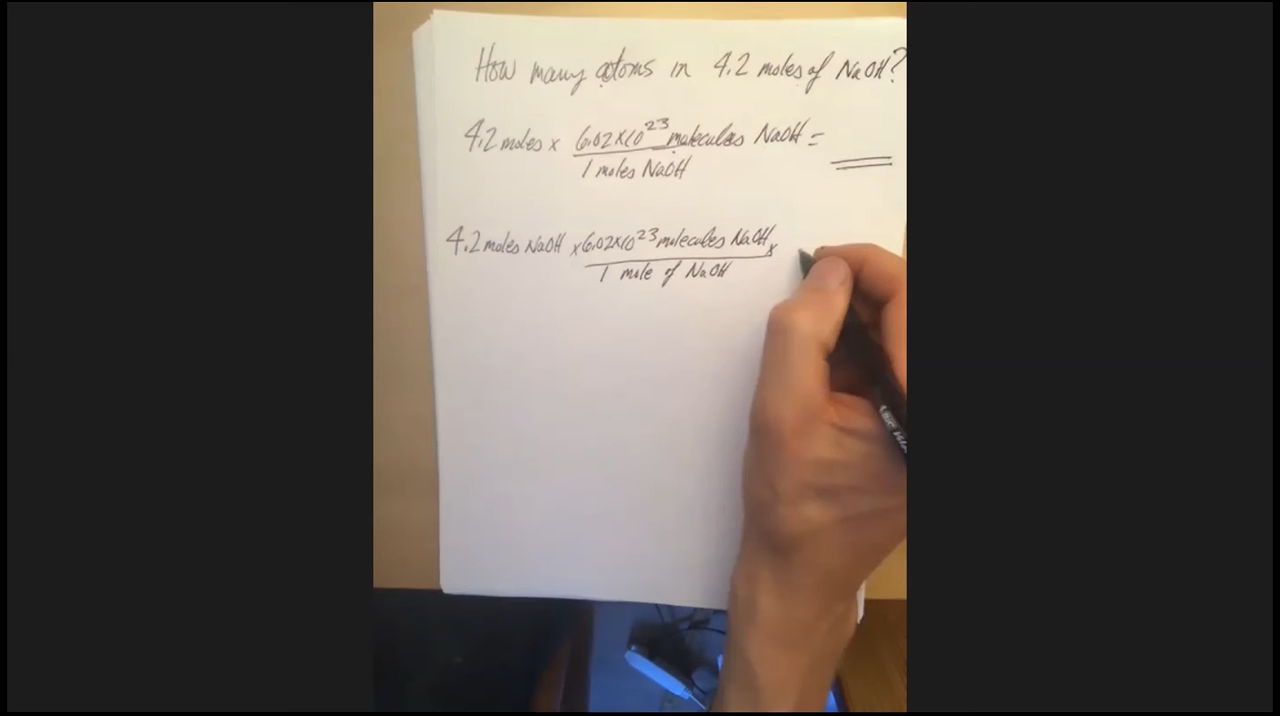 How many atoms in 4.2 moles of NaOH?
4.2 moles x 6.02x10^23 molecules NaOH =
1 moles NaOH
4.2 moles NaOH x 6.02x10^23 molecules NaOH x
1 mole of NaOH